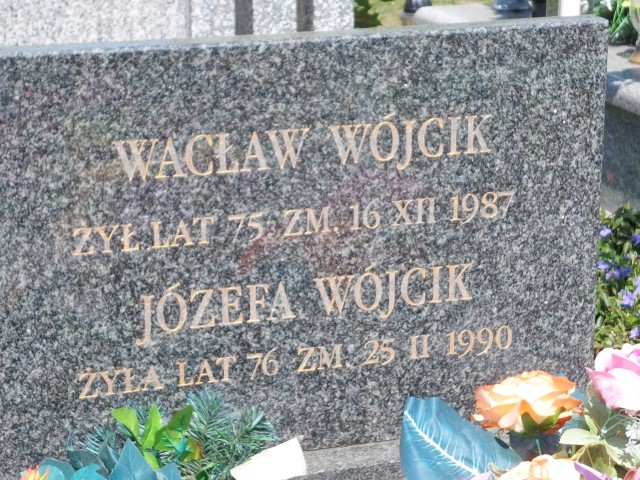 WACŁAW WÓJCIK
ŻYŁ LAT 75 ZM. 16 XII 1987
JÓZEFA WÓJCIK
ŻYŁA LAT 76 ZM. 25 II 1990